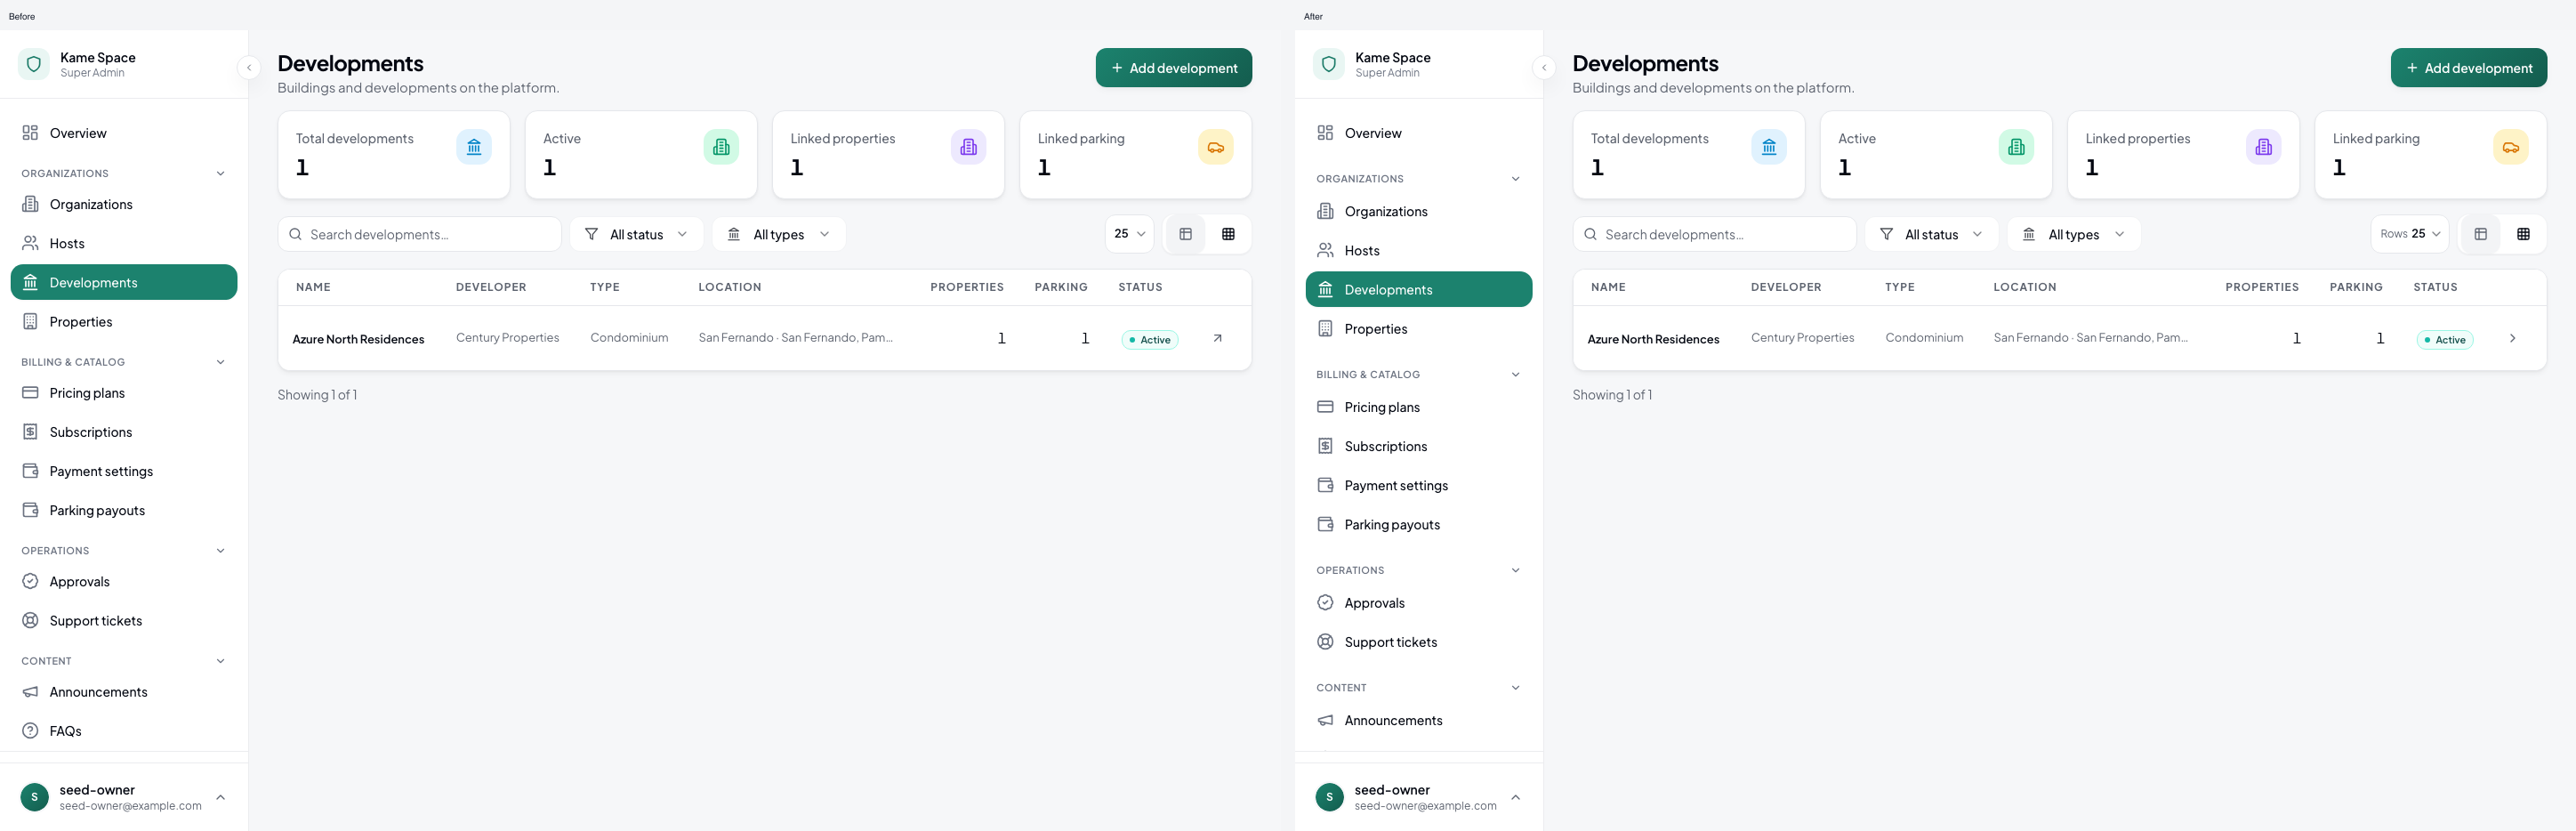 Before
Kame Space
Super Admin
Overview
ORGANIZATIONS
Organizations
Hosts
Developments
Properties
BILLING & CATALOG
Pricing plans
Subscriptions
Payment settings
Parking payouts
OPERATIONS
Approvals
Support tickets
CONTENT
Announcements
FAQs
S
seed-owner
seed-owner@example.com
Developments
Buildings and developments on the platform.
+ Add development
Total developments
1
Active
1
Linked properties
1
Linked parking
1
Search developments...
All status
All types
25
NAME DEVELOPER TYPE LOCATION PROPERTIES PARKING STATUS
Azure North Residences Century Properties Condominium San Fernando · San Fernando, Pam... 1 1 Active
Showing 1 of 1
After
Kame Space
Super Admin
Overview
ORGANIZATIONS
Organizations
Hosts
Developments
Properties
BILLING & CATALOG
Pricing plans
Subscriptions
Payment settings
Parking payouts
OPERATIONS
Approvals
Support tickets
CONTENT
Announcements
S
seed-owner
seed-owner@example.com
Developments
Buildings and developments on the platform.
+ Add development
Total developments
1
Active
1
Linked properties
1
Linked parking
1
Search developments...
All status
All types
Rows 25
NAME DEVELOPER TYPE LOCATION PROPERTIES PARKING STATUS
Azure North Residences Century Properties Condominium San Fernando · San Fernando, Pam... 1 1 Active
Showing 1 of 1